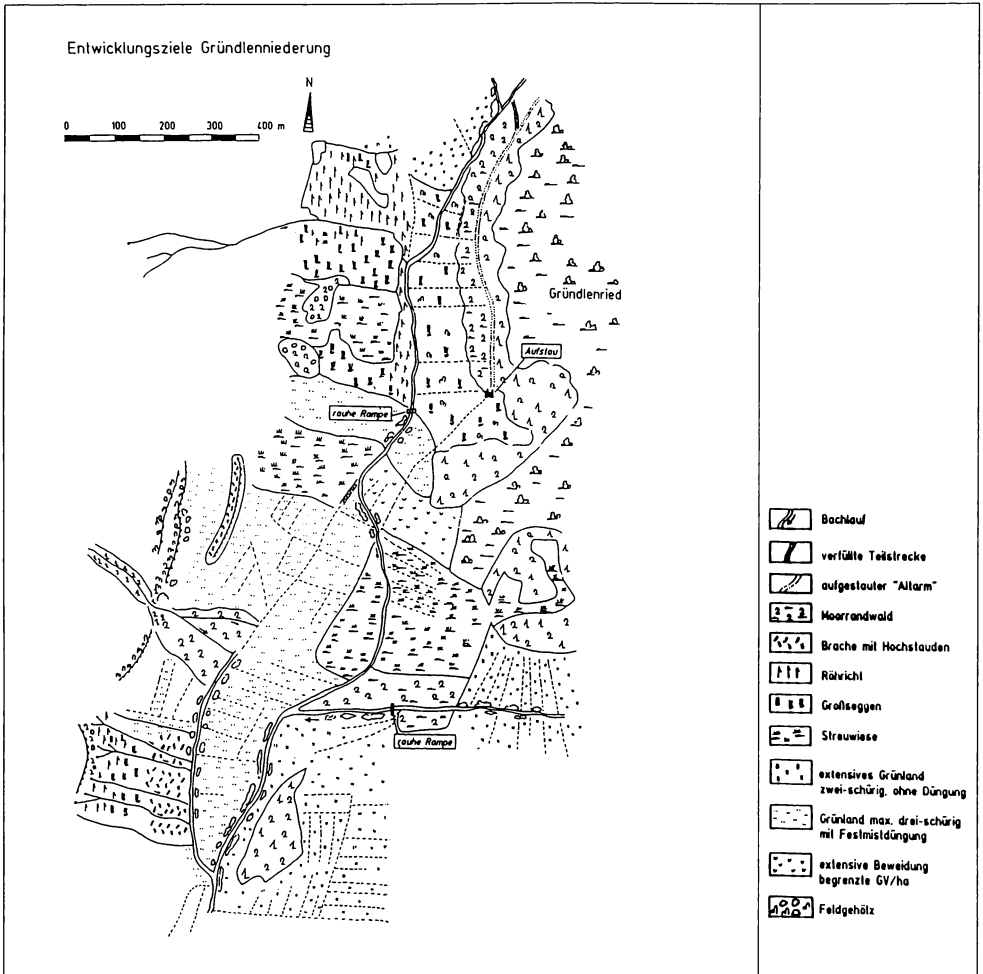 Entwicklungsziele Gründlenniederung
N
0 100 200 300 400 m
Gründlenried
Aufstau
rauhe Rampe
rauhe Rampe
Bachlauf
verfüllte Teilstrecke
aufgestauter "Altarm"
Moorrandwald
Brache mit Hochstauden
Röhricht
Großseggen
Streuwiese
extensives Grünland
zwei-schürig, ohne Düngung
Grünland max. drei-schürig
mit Festmistdüngung
extensive Beweidung
begrenzte GV/ha
Feldgehölz